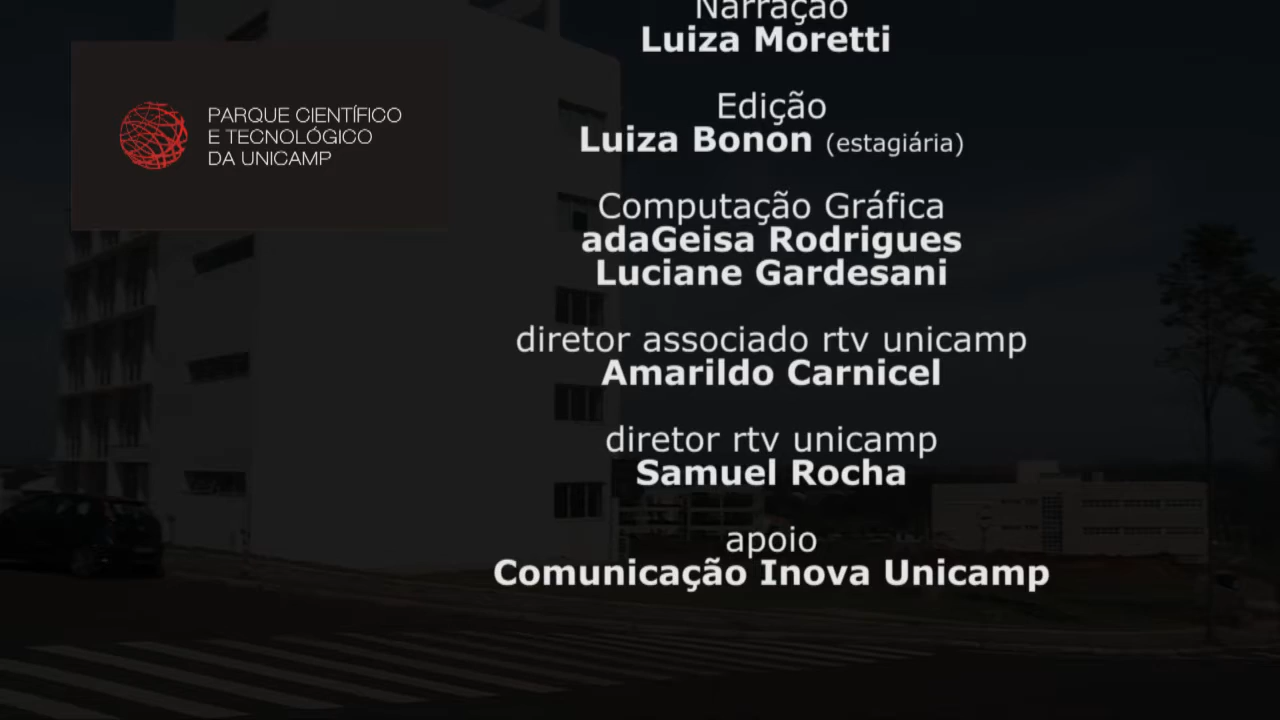 PARQUE CIENTÍFICO
E TECNOLÓGICO
DA UNICAMP
Narração
Luiza Moretti
Edição
Luiza Bonon (estagiária)
Computação Gráfica
adaGeisa Rodrigues
Luciane Gardesani
diretor associado rtv unicamp
Amarildo Carnicel
diretor rtv unicamp
Samuel Rocha
apoio
Comunicação Inova Unicamp